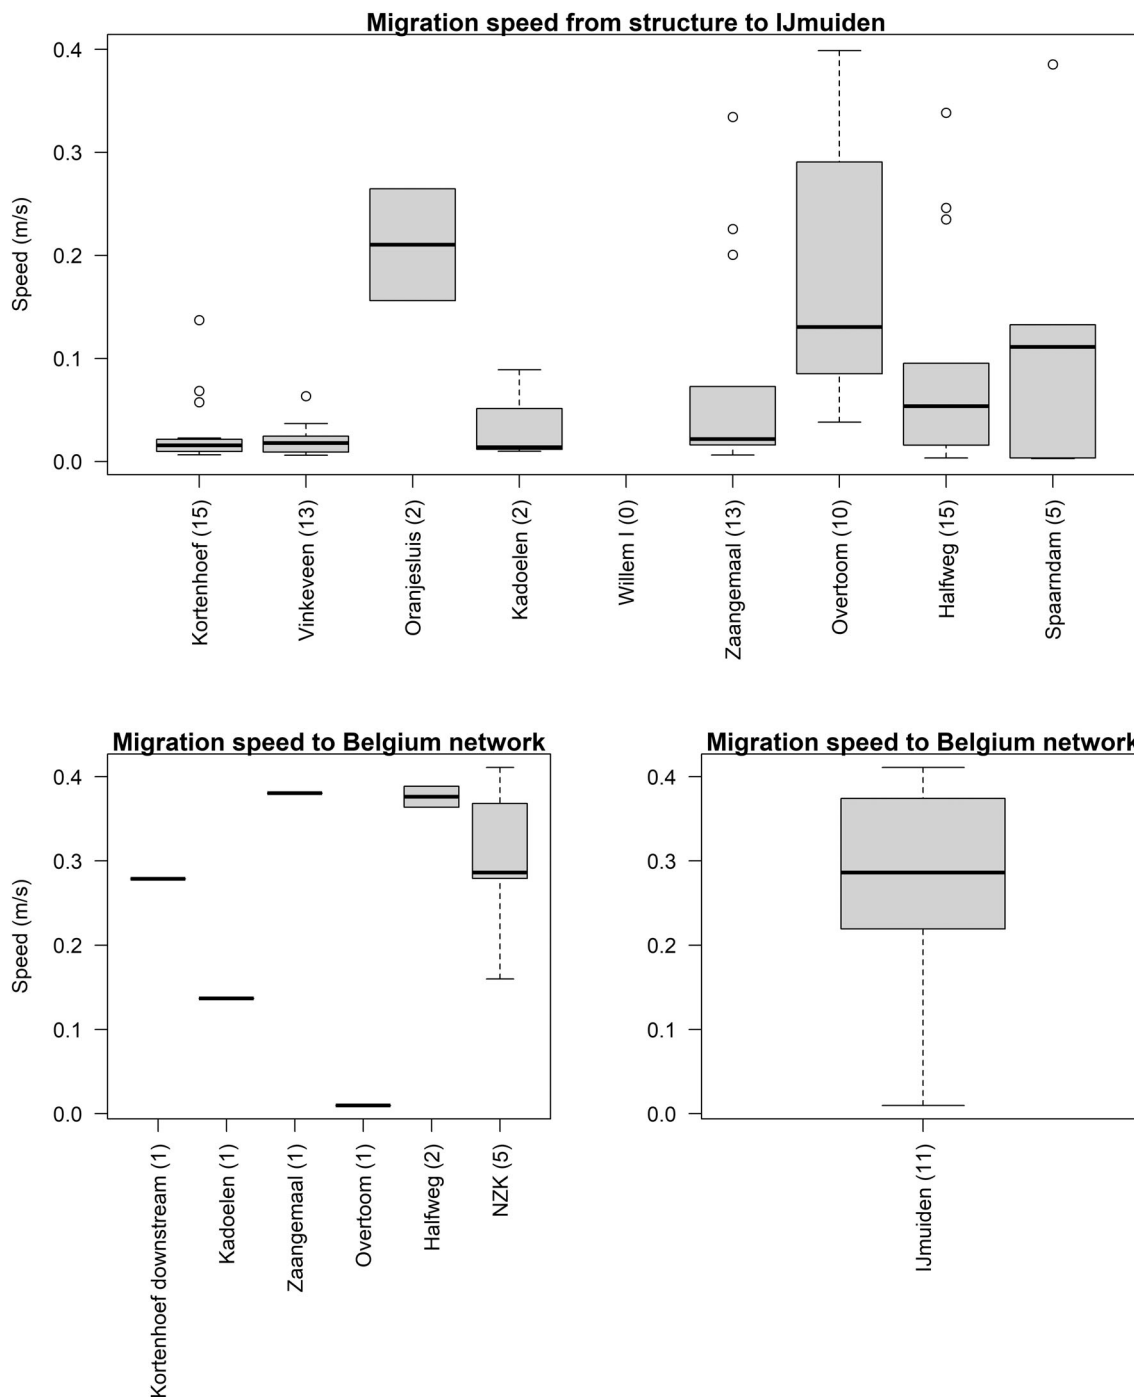 Migration speed from structure to IJmuiden
Speed (m/s)
0.4
0.3
0.2
0.1
0.0
Kortenhoef (15)
Vinkeveen (13)
Oranjesluis (2)
Kadoelen (2)
Willem I (0)
Zaangemaal (13)
Overtoom (10)
Halfweg (15)
Spaarndam (5)
Migration speed to Belgium network
Speed (m/s)
0.4
0.3
0.2
0.1
0.0
Kortenhoef downstream (1)
Kadoelen (1)
Zaangemaal (1)
Overtoom (1)
Halfweg (2)
NZK (5)
Migration speed to Belgium network
0.4
0.3
0.2
0.1
0.0
IJmuiden (11)